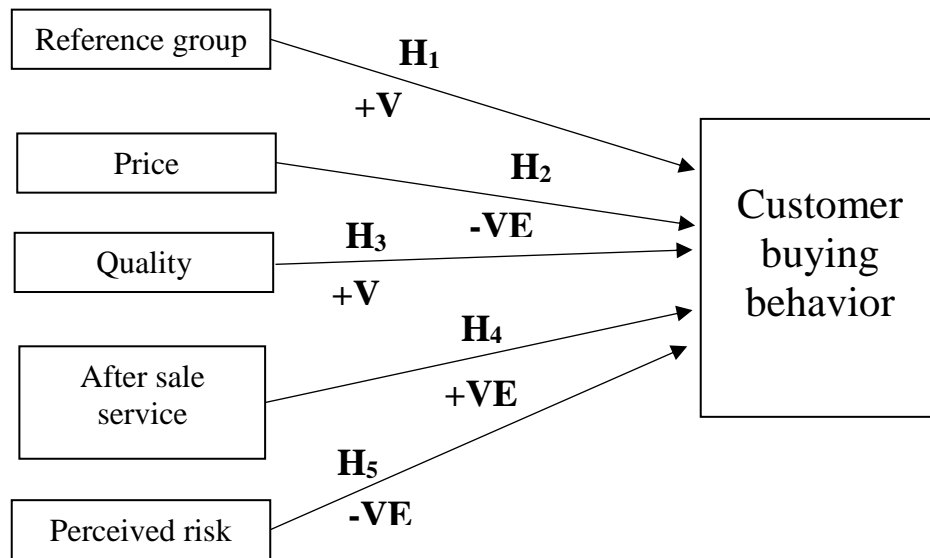 Reference group
H₁
+V
Price
H₂
-VE
Quality
H₃
+V
After sale
service
H₄
+VE
Perceived risk
H₅
-VE
Customer
buying
behavior